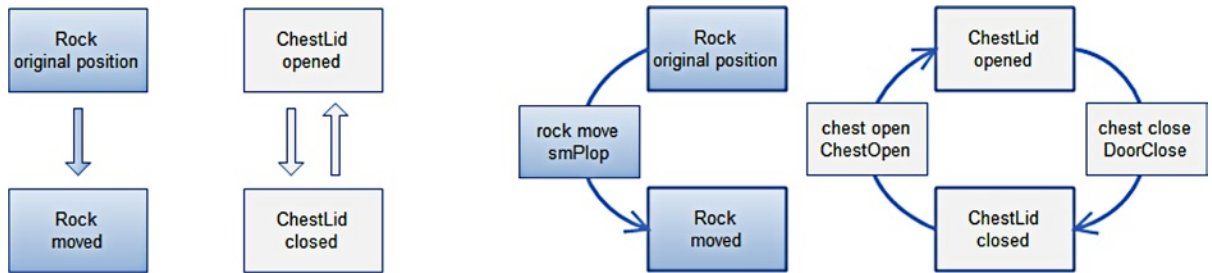 Rock
original position
ChestLid
opened
Rock
moved
ChestLid
closed
Rock
original position
rock move
smPlop
Rock
moved
ChestLid
opened
chest open
ChestOpen
chest close
DoorClose
ChestLid
closed